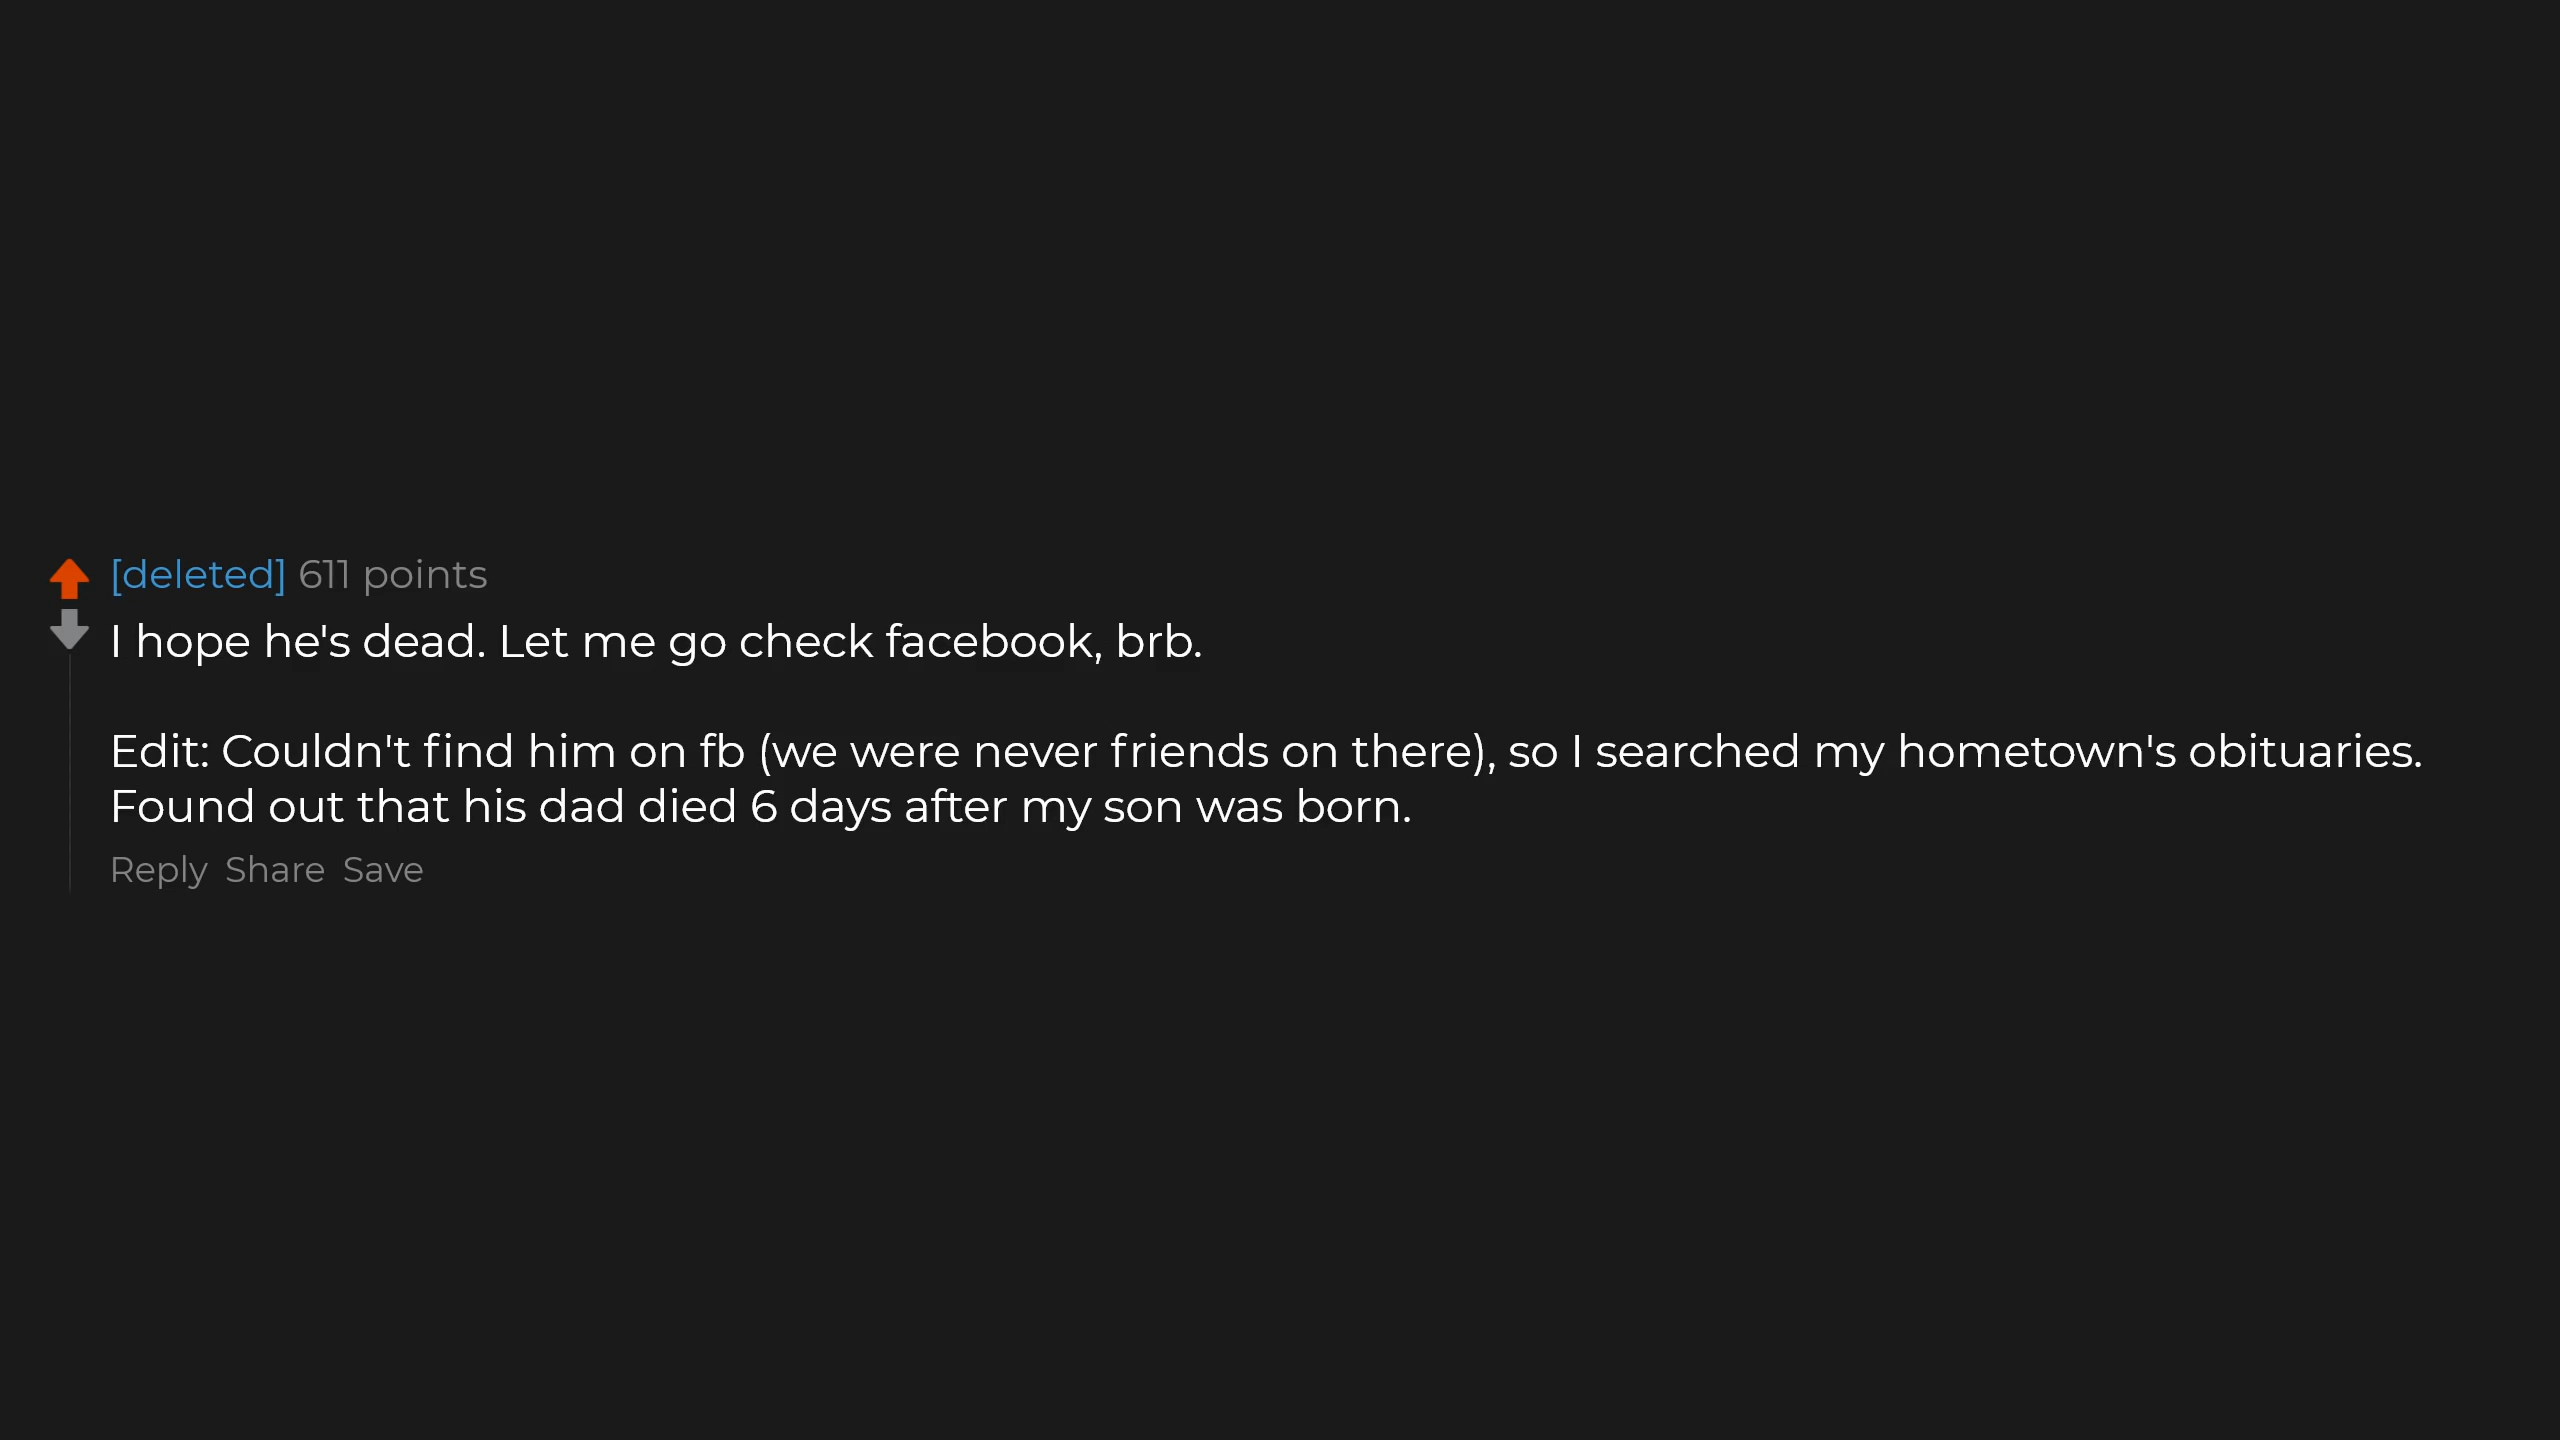 [deleted] 611 points
I hope he's dead. Let me go check facebook, brb.
Edit: Couldn't find him on fb (we were never friends on there), so I searched my hometown's obituaries.
Found out that his dad died 6 days after my son was born.
Reply Share Save